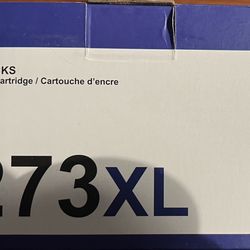 KS
artridge / Cartouche d'encre
273XL